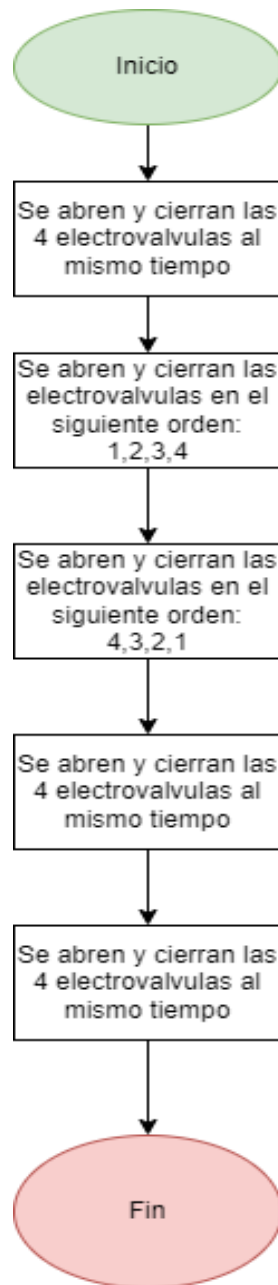 Inicio
Se abren y cierran las
4 electrovalvulas al
mismo tiempo
Se abren y cierran las
electrovalvulas en el
siguiente orden:
1,2,3,4
Se abren y cierran las
electrovalvulas en el
siguiente orden:
4,3,2,1
Se abren y cierran las
4 electrovalvulas al
mismo tiempo
Se abren y cierran las
4 electrovalvulas al
mismo tiempo
Fin